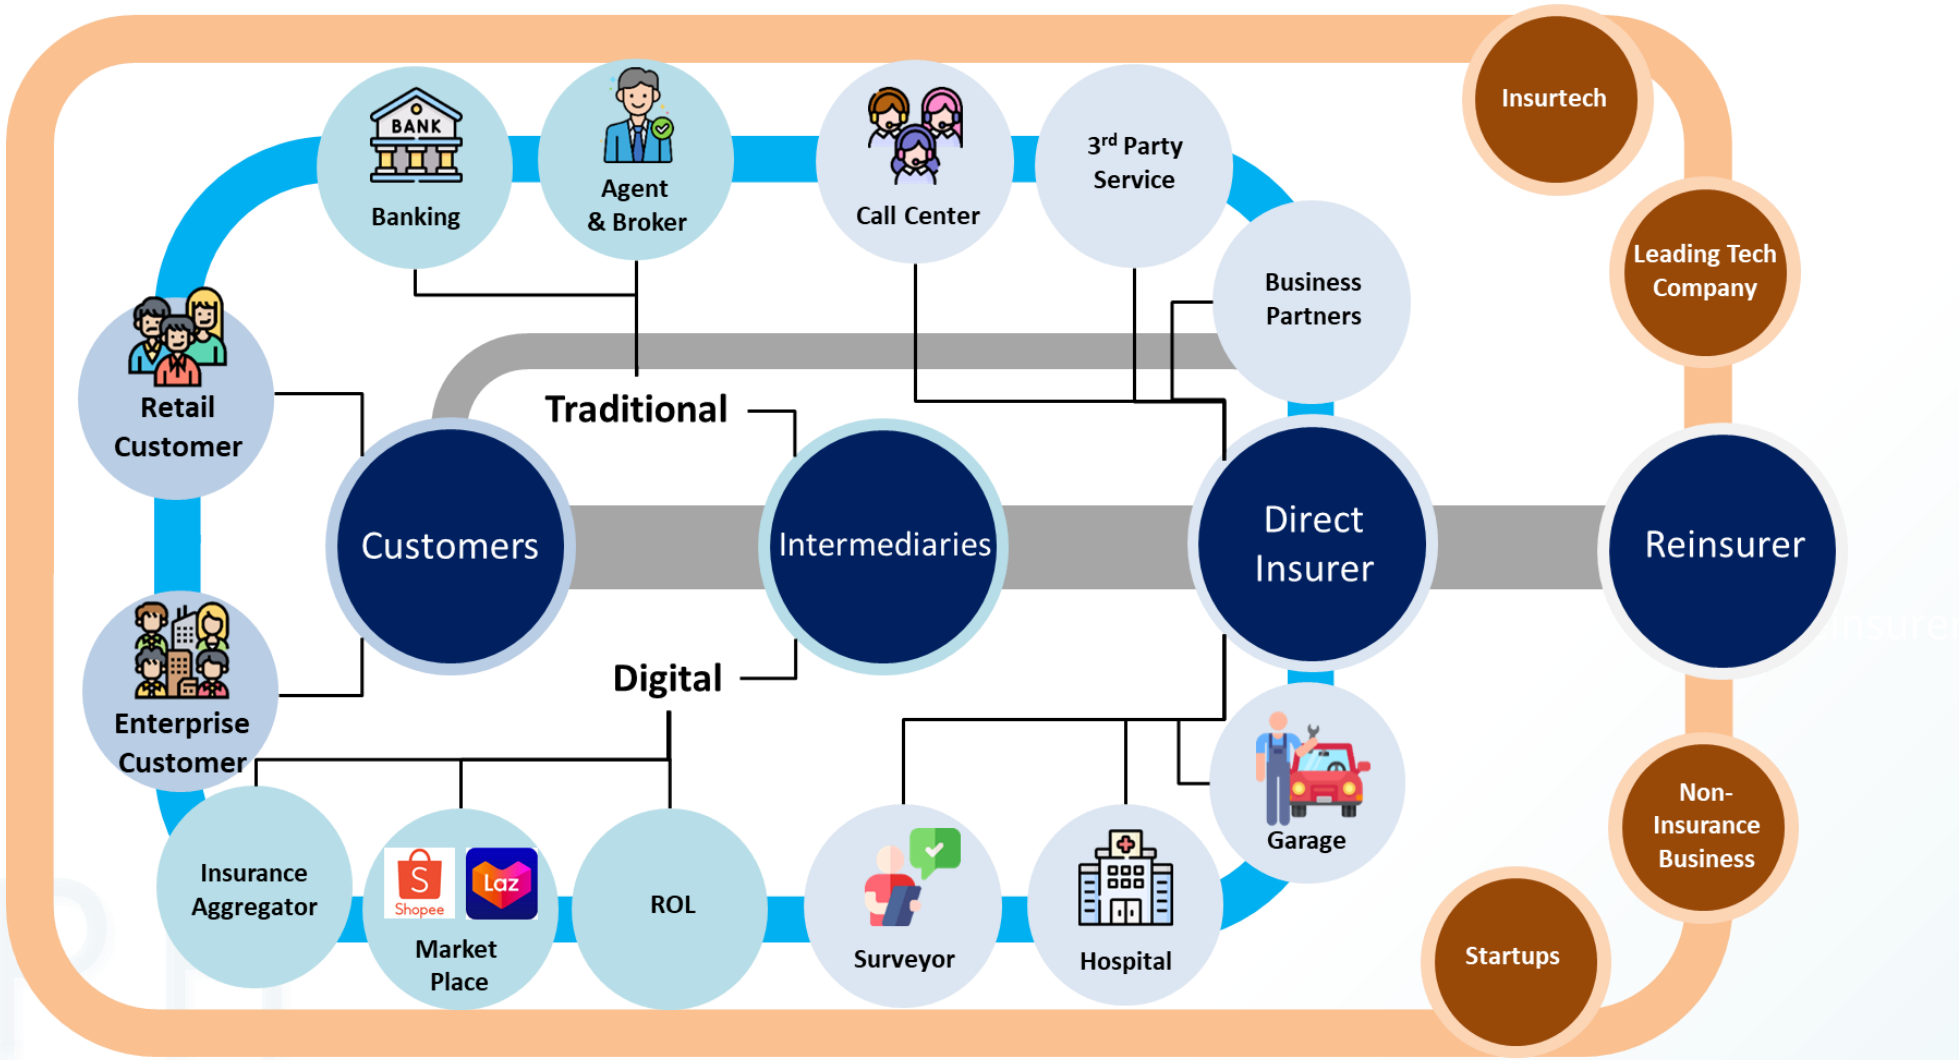 Insurtech
BANK
Banking
Agent
& Broker
Call Center
3rd Party
Service
Leading Tech
Company
Business
Partners
Retail
Customer
Traditional
Customers
Intermediaries
Direct
Insurer
Reinsurer
insurer
Digital
Enterprise
Customer
Insurance
Aggregator
Shopee
Laz
Market
Place
ROL
Surveyor
Hospital
Garage
Non-
Insurance
Business
Startups